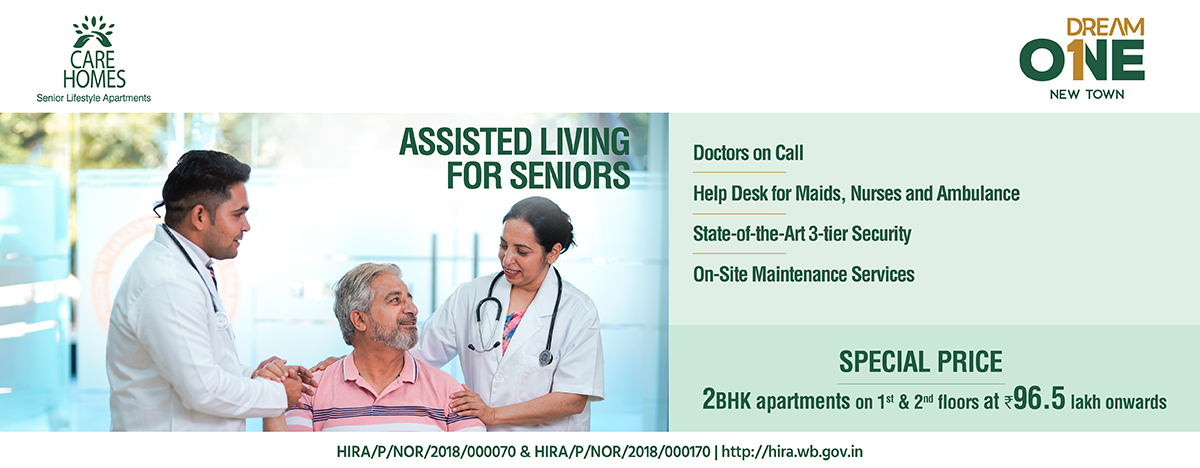 CARE
HOMES
Senior Lifestyle Apartments
DREAM
ONE
NEW TOWN
ASSISTED LIVING
FOR SENIORS
Doctors on Call
Help Desk for Maids, Nurses and Ambulance
State-of-the-Art 3-tier Security
On-Site Maintenance Services
SPECIAL PRICE
2BHK apartments on 1st & 2nd floors at ₹96.5 lakh onwards
HIRA/P/NOR/2018/000070 & HIRA/P/NOR/2018/000170 | http://hira.wb.gov.in